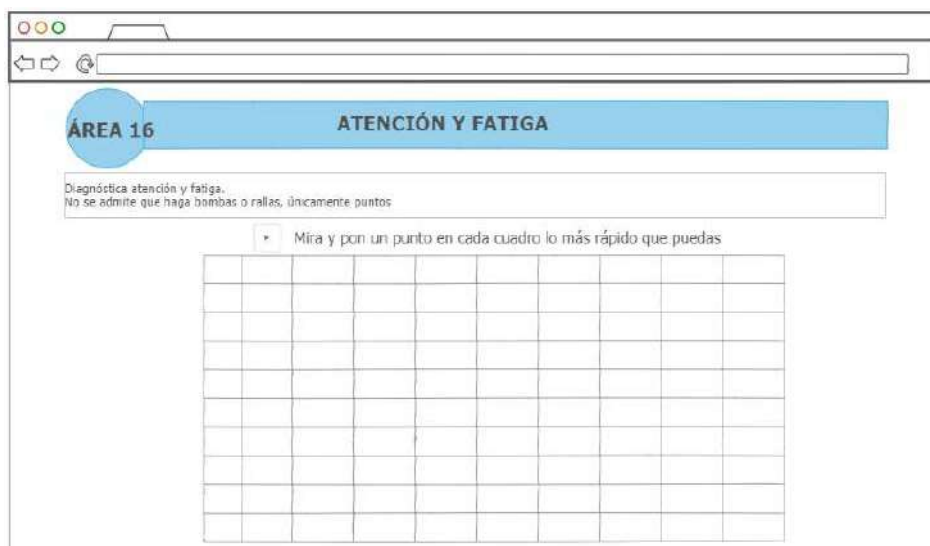 ÁREA 16
ATENCIÓN Y FATIGA
Diagnóstica atención y fatiga.
No se admite que haga bombas o rallas, únicamente puntos
Mira y pon un punto en cada cuadro lo más rápido que puedas